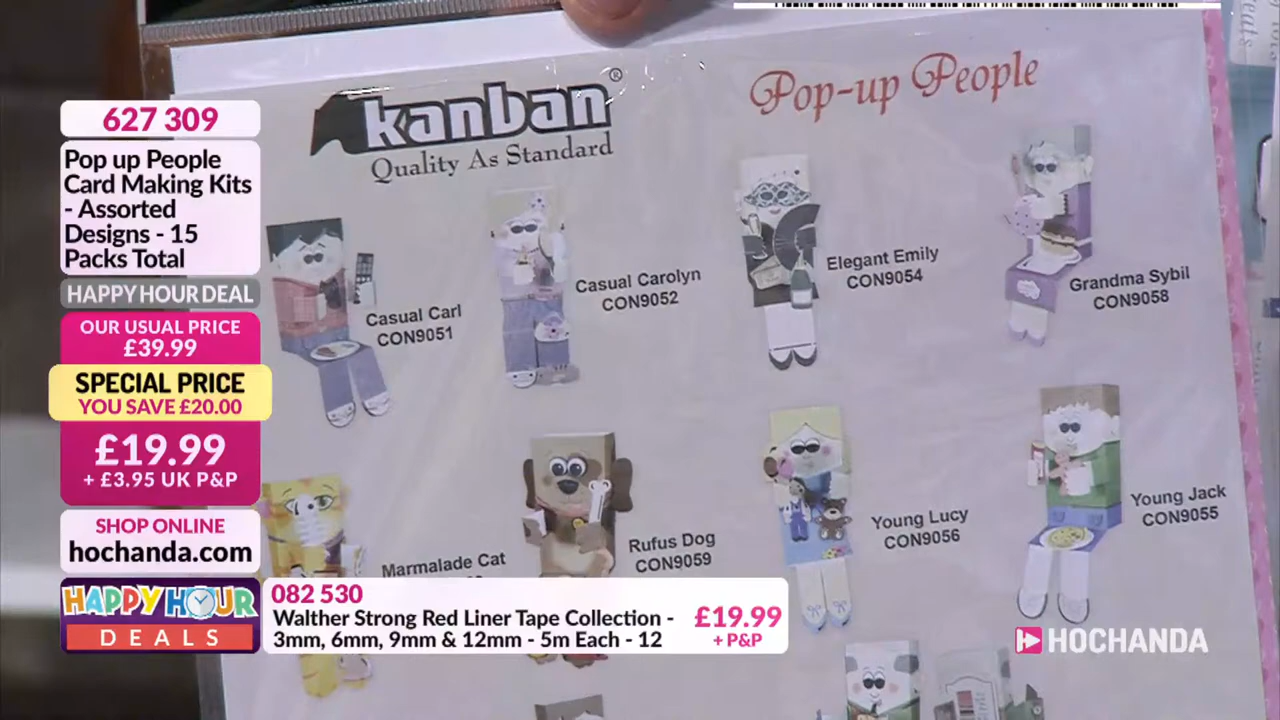 627 309
Pop up People
Card Making Kits
- Assorted
Designs - 15
Packs Total
HAPPY HOUR DEAL
OUR USUAL PRICE
£39.99
SPECIAL PRICE
YOU SAVE £20.00
£19.99
+ £3.95 UK P&P
SHOP ONLINE
hochanda.com
HAPPY HOUR
DEALS
082 530
Walther Strong Red Liner Tape Collection -
3mm, 6mm, 9mm & 12mm - 5m Each - 12
£19.99
+ P&P
HOCHANDA
kanban®
Quality As Standard
Pop-up People
Casual Carl
CON9051
Casual Carolyn
CON9052
Elegant Emily
CON9054
Grandma Sybil
CON9058
Marmalade Cat
Rufus Dog
CON9059
Young Lucy
CON9056
Young Jack
CON9055